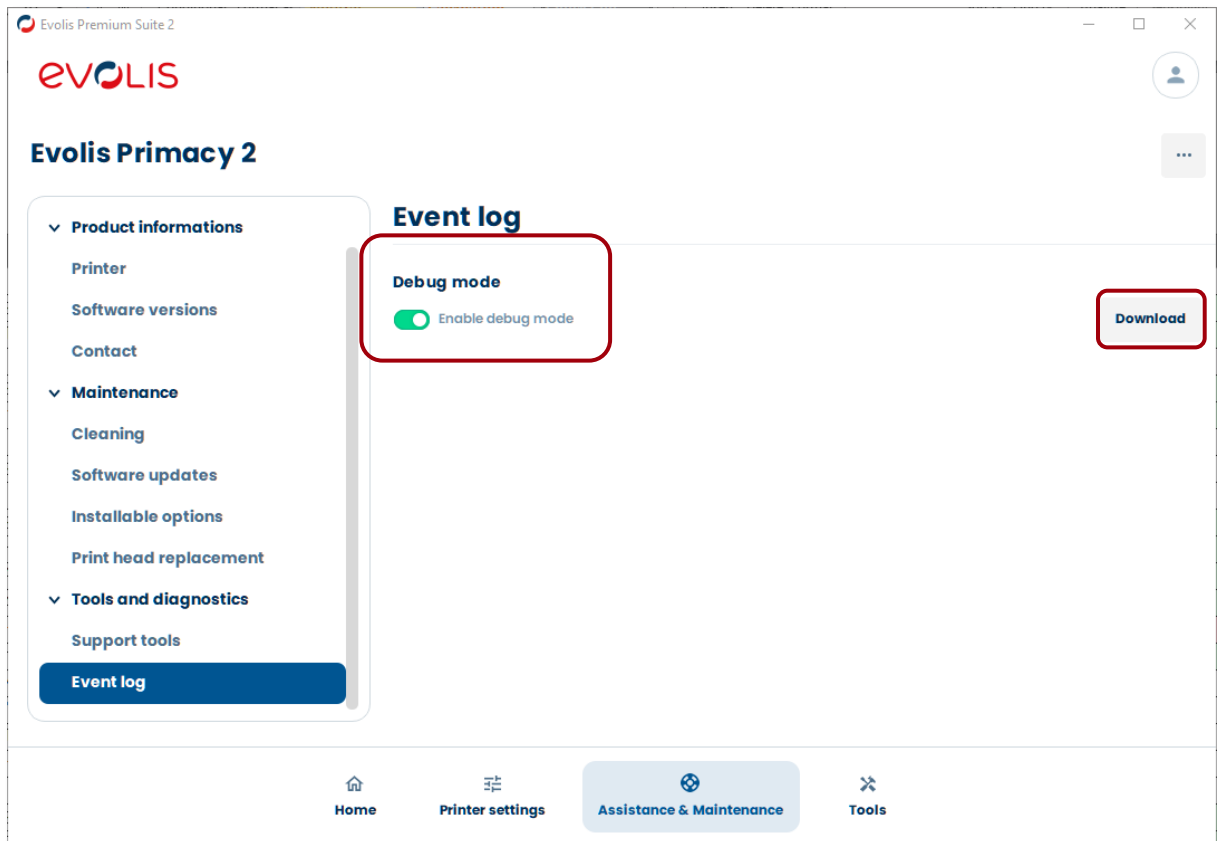 Evolis Premium Suite 2
evolis
Evolis Primacy 2
...
Product informations
Printer
Software versions
Contact
Maintenance
Cleaning
Software updates
Installable options
Print head replacement
Tools and diagnostics
Support tools
Event log
Event log
Debug mode
Enable debug mode
Download
Home
Printer settings
Assistance & Maintenance
Tools